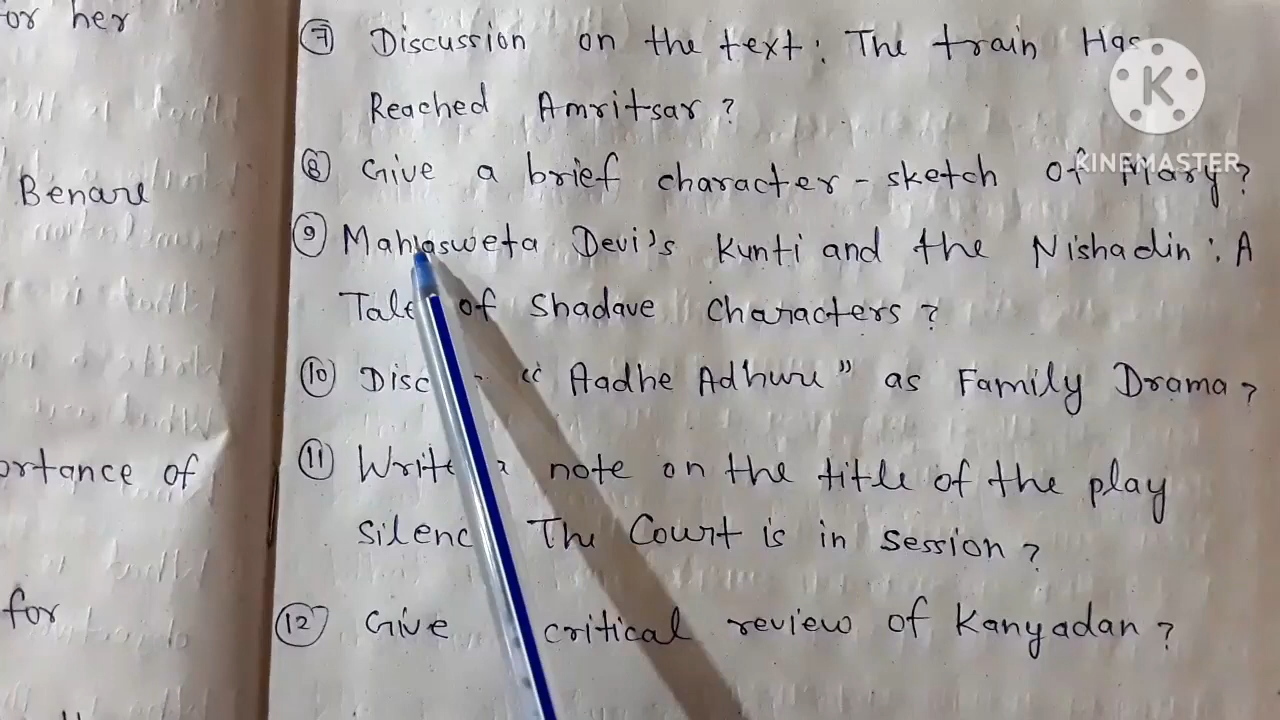 or her
⑦ Discussion on the text: The train Has
Reached Amritsar?
⑧ Give a brief character-sketch of Mary?
Benare
⑨ Mahasweta Devi's Kunti and the Nishadin: A
Tale of Shadave Characters?
⑩ Disc "Aadhe Adhure" as Family Drama?
⑪ Write a note on the title of the play
ortance of
Silenc The Court is in session?
⑫ Give critical review of Kanyadan?
for
K
KINEMASTER